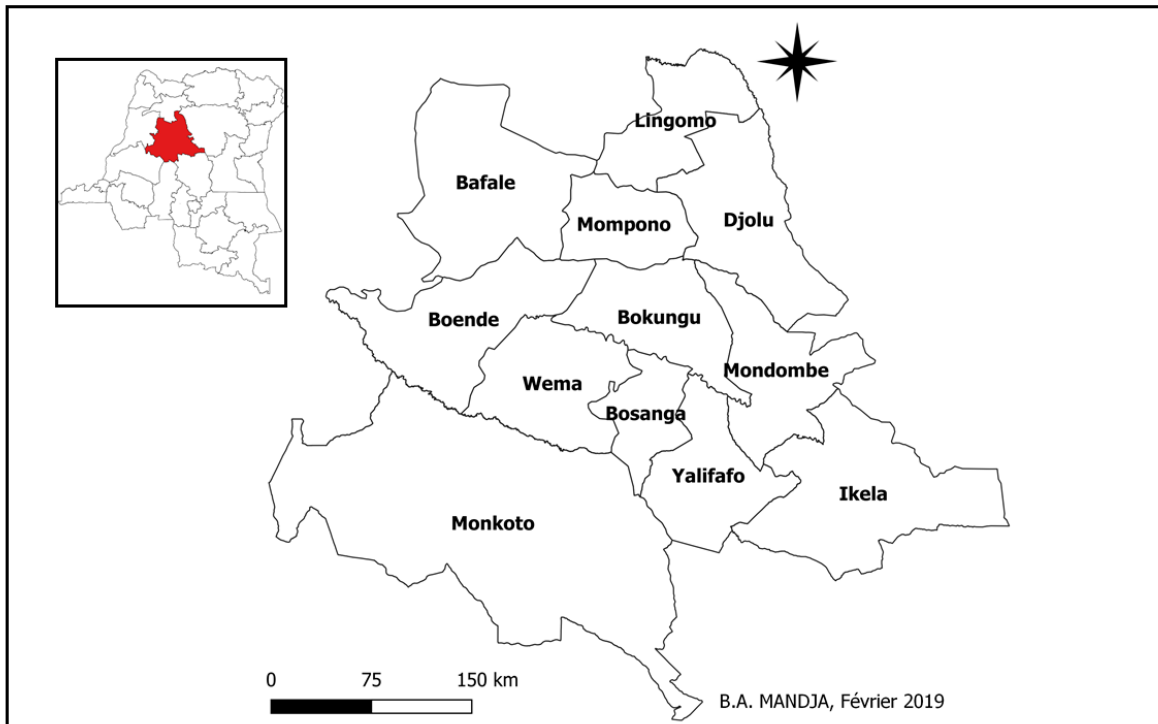 Lingomo
Bafale
Mompono
Djolu
Boende
Bokungu
Wema
Mondombe
Bosanga
Yalifafo
Ikela
Monkoto
0 75 150 km
B.A. MANDJA, Février 2019